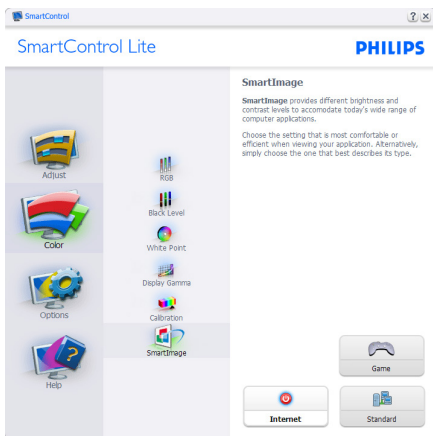 SmartControl
SmartControl Lite
PHILIPS
Adjust
Color
Options
Help
RGB
Black Level
White Point
Display Gamma
Calibration
SmartImage
SmartImage
SmartImage provides different brightness and
contrast levels to accomodate today's wide range of
computer applications.
Choose the setting that is most comfortable or
efficient when viewing your application. Alternatively,
simply choose the one that best describes its type.
Game
Internet
Standard